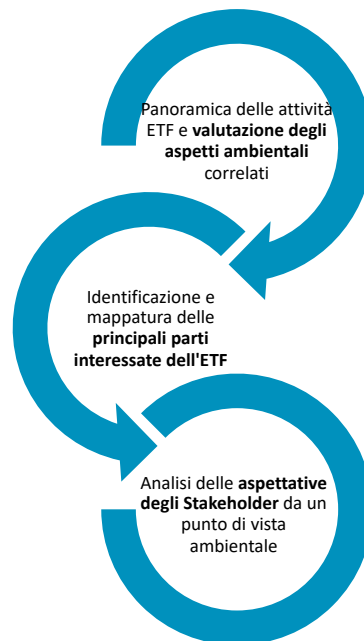 Panoramica delle attività
ETF e valutazione degli
aspetti ambientali
correlati
Identificazione e
mappatura delle
principali parti
interessate dell'ETF
Analisi delle aspettative
degli Stakeholder da un
punto di vista
ambientale